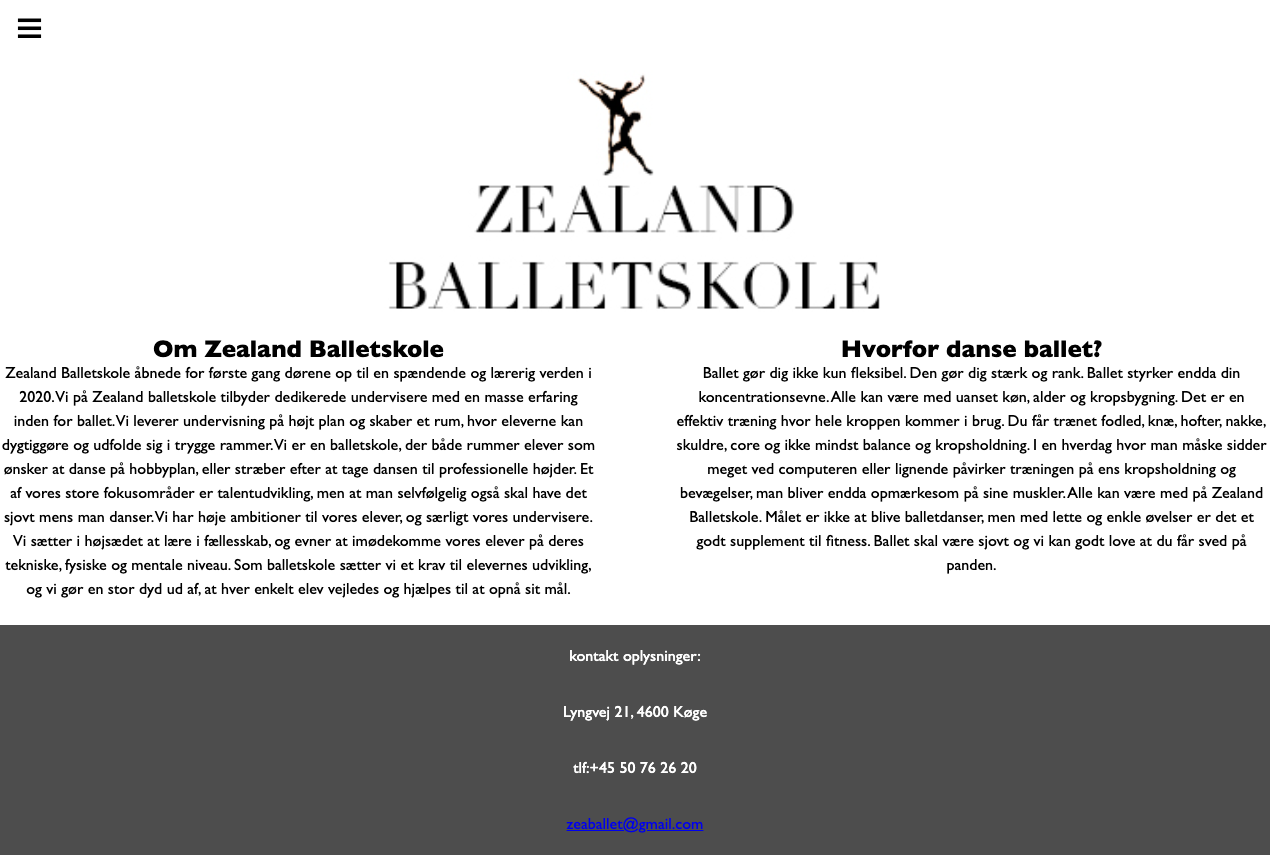 ZEALAND
BALLETSKOLE
Om Zealand Balletskole
Zealand Balletskole åbnede for første gang dørene op til en spændende og lærerig verden i
2020. Vi på Zealand balletskole tilbyder dedikerede undervisere med en masse erfaring
inden for ballet. Vi leverer undervisning på højt plan og skaber et rum, hvor eleverne kan
dygtiggøre og udfolde sig i trygge rammer. Vi er en balletskole, der både rummer elever som
ønsker at danse på hobbyplan, eller stræber efter at tage dansen til professionelle højder. Et
af vores store fokusområder er talentudvikling, men at man selvfølgelig også skal have det
sjovt mens man danser. Vi har høje ambitioner til vores elever, og særligt vores undervisere.
Vi sætter i højsædet at lære i fællesskab, og evner at imødekomme vores elever på deres
tekniske, fysiske og mentale niveau. Som balletskole sætter vi et krav til elevernes udvikling,
og vi gør en stor dyd ud af, at hver enkelt elev vejledes og hjælpes til at opnå sit mål.
Hvorfor danse ballet?
Ballet gør dig ikke kun fleksibel. Den gør dig stærk og rank. Ballet styrker endda din
koncentrationsevne. Alle kan være med uanset køn, alder og kropsbygning. Det er en
effektiv træning hvor hele kroppen kommer i brug. Du får trænet fodled, knæ, hofter, nakke,
skuldre, core og ikke mindst balance og kropsholdning. I en hverdag hvor man måske sidder
meget ved computeren eller lignende påvirker træningen på ens kropsholdning og
bevægelser, man bliver endda opmærkesom på sine muskler. Alle kan være med på Zealand
Balletskole. Målet er ikke at blive balletdanser, men med lette og enkle øvelser er det et
godt supplement til fitness. Ballet skal være sjovt og vi kan godt love at du får sved på
panden.
kontakt oplysninger:
Lyngvej 21, 4600 Køge
tlf:+45 50 76 26 20
zeaballet@gmail.com